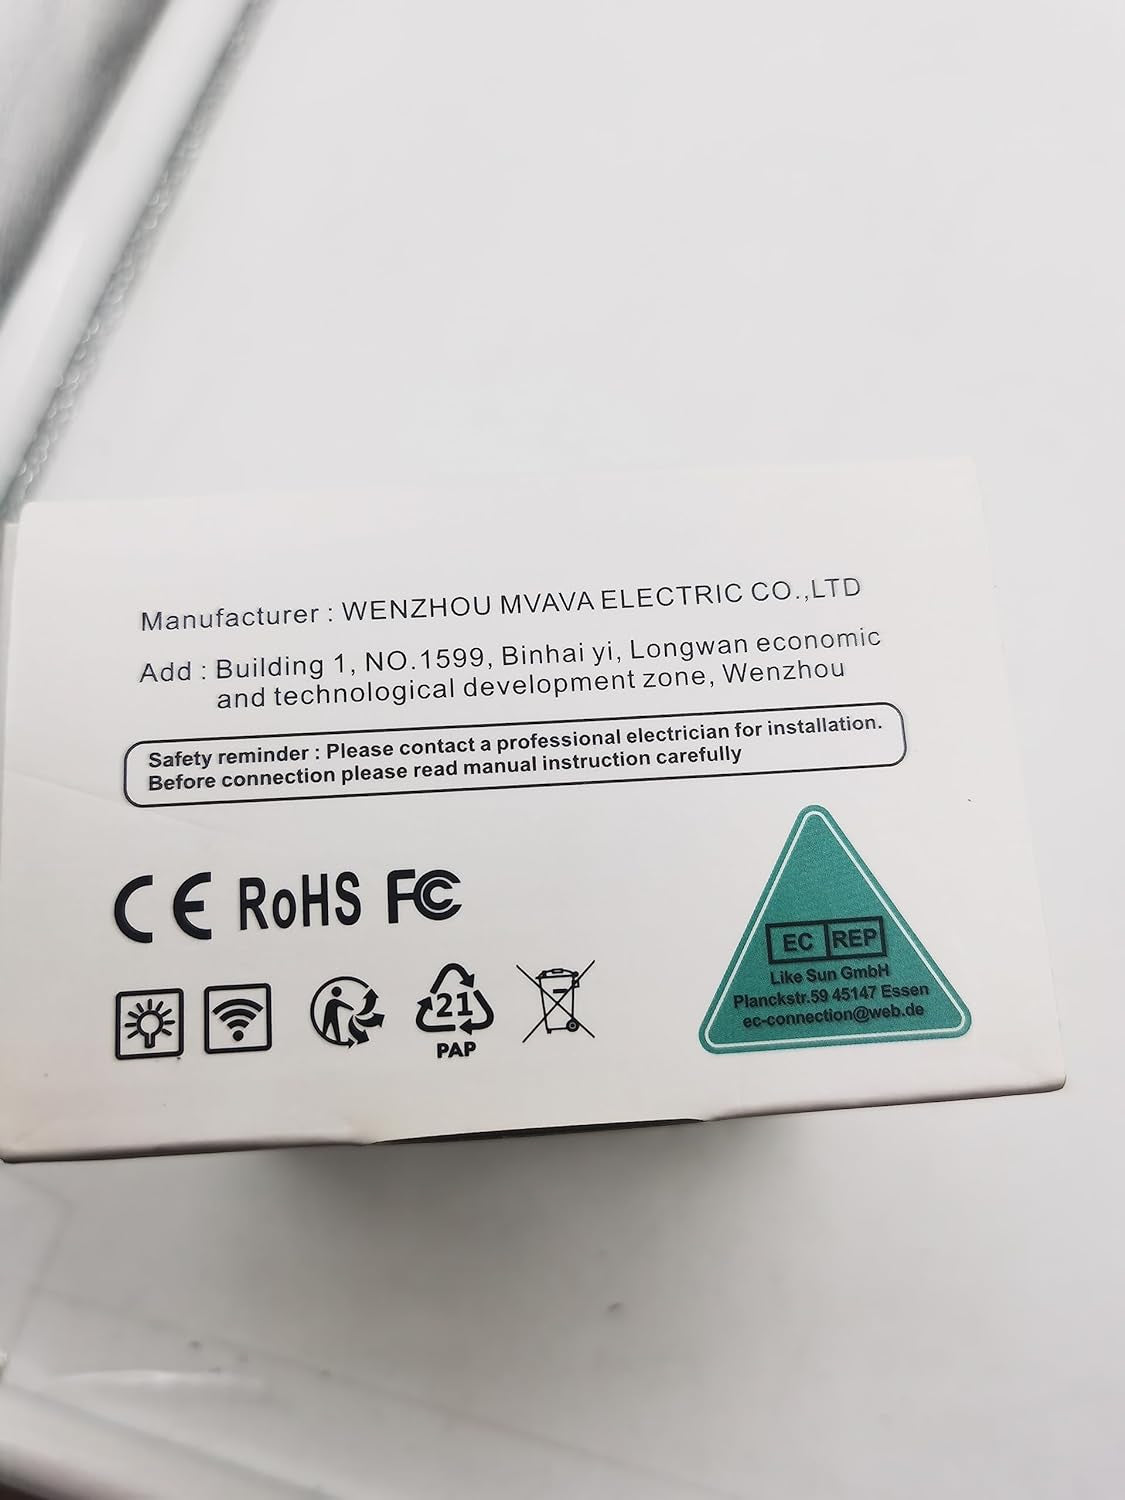 Manufacturer : WENZHOU MVAVA ELECTRIC CO.,LTD
Add : Building 1, NO.1599, Binhai yi, Longwan economic
and technological development zone, Wenzhou
Safety reminder : Please contact a professional electrician for installation.
Before connection please read manual instruction carefully
CE RoHS FC
21
PAP
EC REP
Like Sun GmbH
Planckstr.59 45147 Essen
ec-connection@web.de